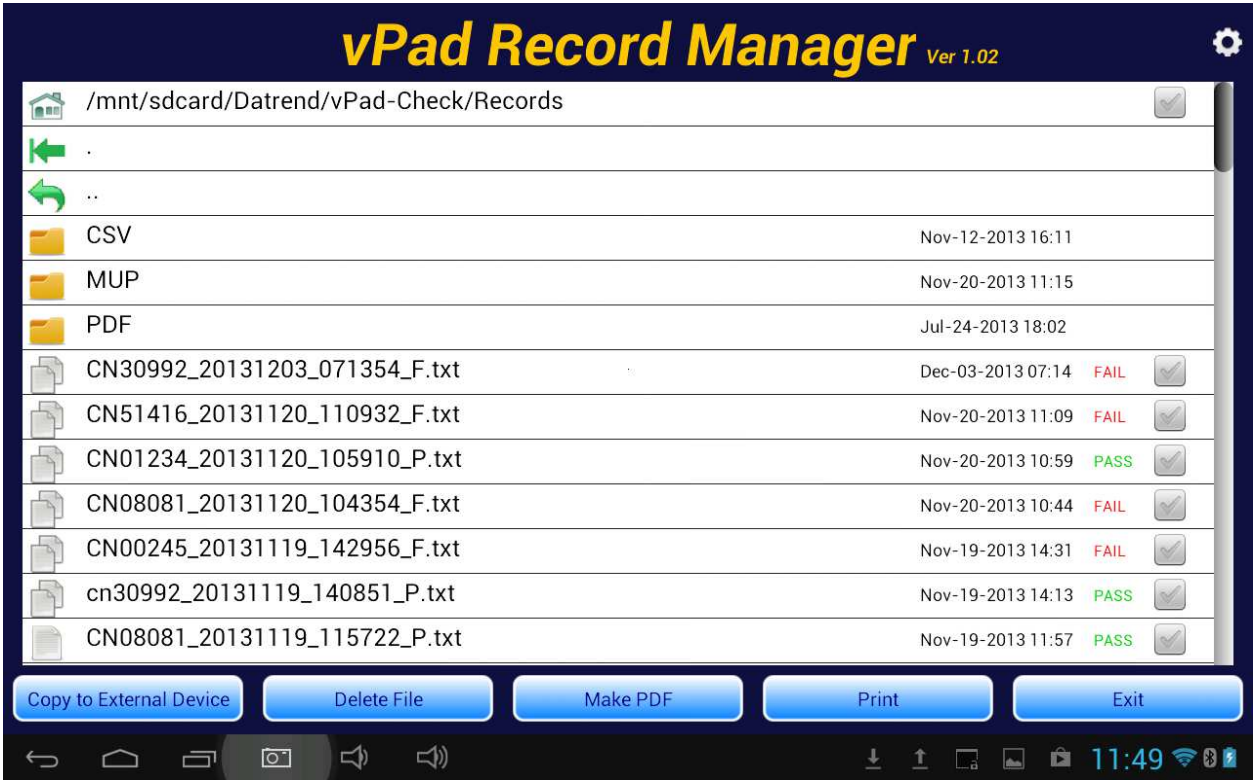 vPad Record Manager Ver 1.02
/mnt/sdcard/Datrend/vPad-Check/Records
.
..
CSV Nov-12-2013 16:11
MUP Nov-20-2013 11:15
PDF Jul-24-2013 18:02
CN30992_20131203_071354_F.txt Dec-03-2013 07:14 FAIL
CN51416_20131120_110932_F.txt Nov-20-2013 11:09 FAIL
CN01234_20131120_105910_P.txt Nov-20-2013 10:59 PASS
CN08081_20131120_104354_F.txt Nov-20-2013 10:44 FAIL
CN00245_20131119_142956_F.txt Nov-19-2013 14:31 FAIL
cn30992_20131119_140851_P.txt Nov-19-2013 14:13 PASS
CN08081_20131119_115722_P.txt Nov-19-2013 11:57 PASS
Copy to External Device Delete File Make PDF Print Exit
11:49